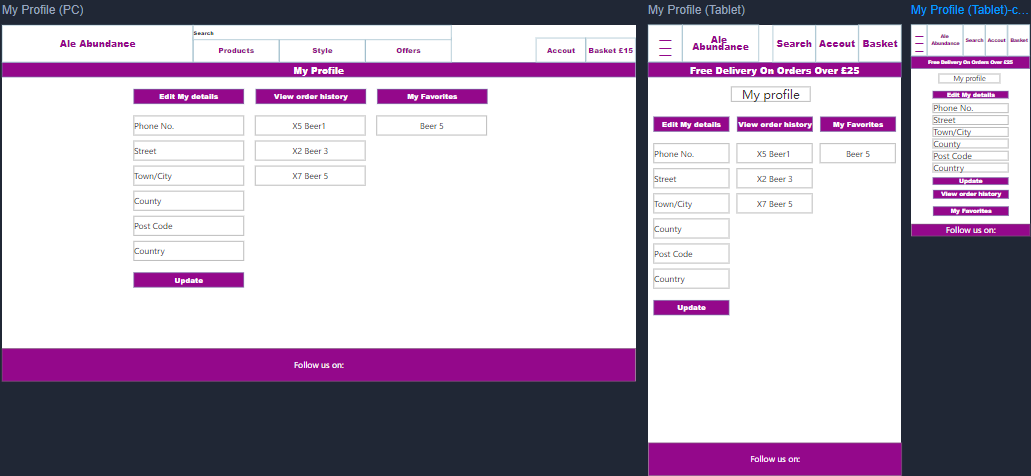 My Profile (PC)
Ale Abundance
Search
Products
Style
Offers
Accout
Basket £15
My Profile
Edit My details
View order history
My Favorites
Phone No.
X5 Beer1
Beer 5
Street
X2 Beer 3
Town/City
X7 Beer 5
County
Post Code
Country
Update
Follow us on:
My Profile (Tablet)
Ale
Abundance
Search
Accout
Basket
Free Delivery On Orders Over £25
My profile
Edit My details
View order history
My Favorites
Phone No.
X5 Beer1
Beer 5
Street
X2 Beer 3
Town/City
X7 Beer 5
County
Post Code
Country
Update
Follow us on:
My Profile (Tablet)-c...
Ale
Abundance
Search
Accout
Basket
Free Delivery On Orders Over £25
My profile
Edit My details
Phone No.
Street
Town/City
County
Post Code
Country
Update
View order history
My Favorites
Follow us on: